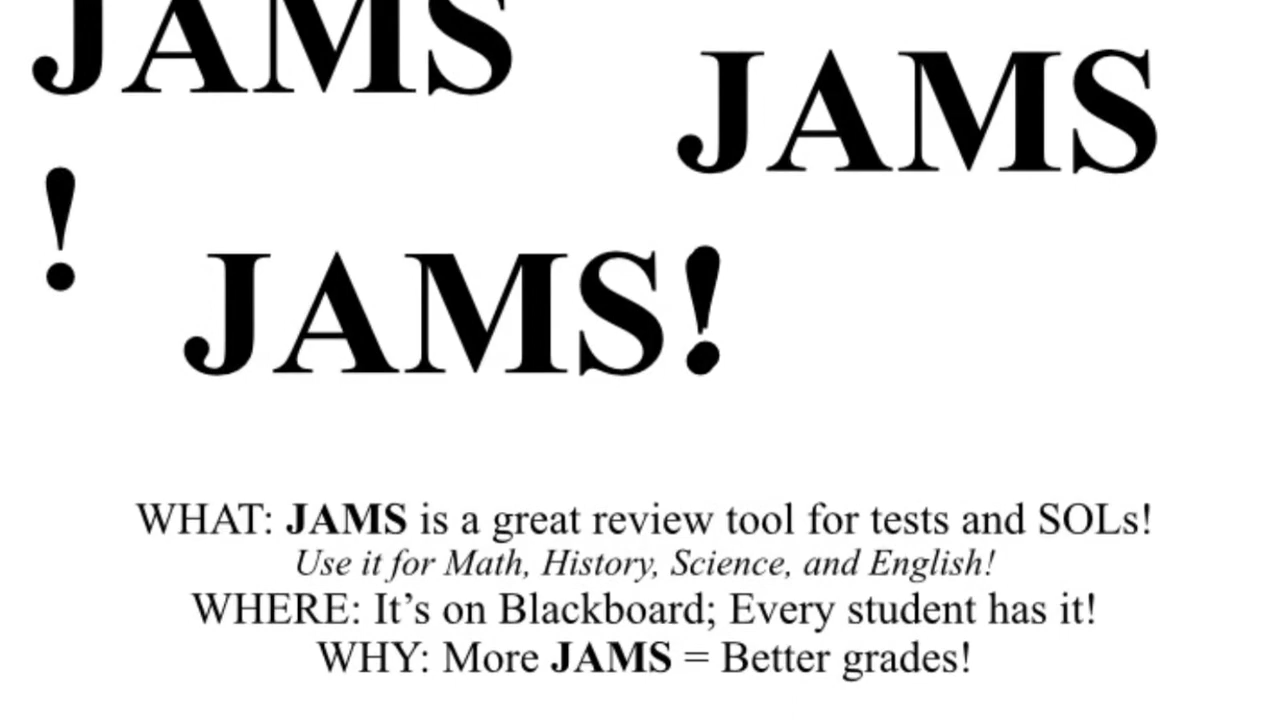 JAMS
JAMS
!
JAMS!
WHAT: JAMS is a great review tool for tests and SOLs!
Use it for Math, History, Science, and English!
WHERE: It’s on Blackboard; Every student has it!
WHY: More JAMS = Better grades!